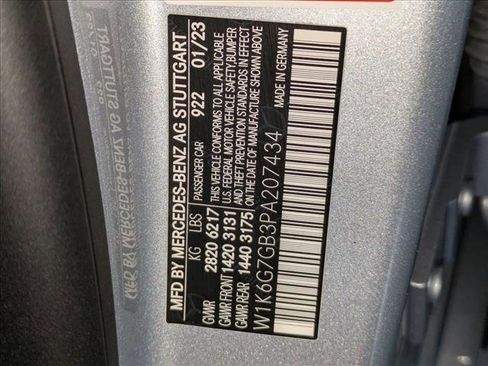 MFD BY MERCEDES-BENZ AG STUTTGART
PASSENGER CAR 922 01/23
KG LBS
GVWR 2820 6217
GAWR FRONT 1420 3131
GAWR REAR 1440 3175
THIS VEHICLE CONFORMS TO ALL APPLICABLE
U.S. FEDERAL MOTOR VEHICLE SAFETY, BUMPER
AND THEFT PREVENTION STANDARDS IN EFFECT
ON THE DATE OF MANUFACTURE SHOWN ABOVE
W1K6G7GB3PA207434
MADE IN GERMANY